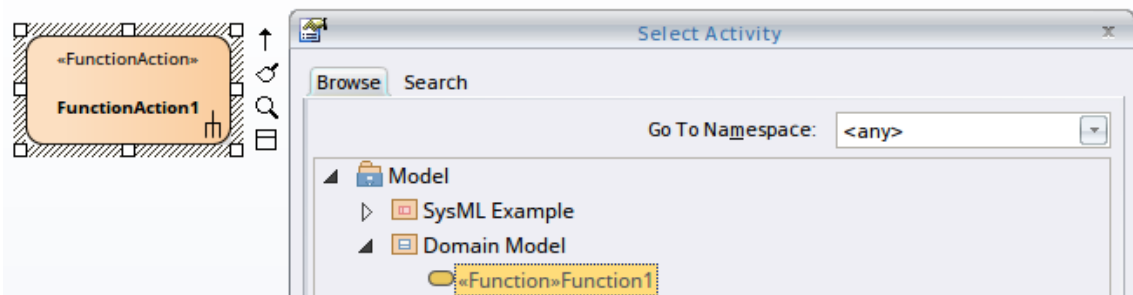 «FunctionAction»
FunctionAction1
Select Activity
Browse Search
Go To Namespace: <any>
Model
SysML Example
Domain Model
«Function»Function1